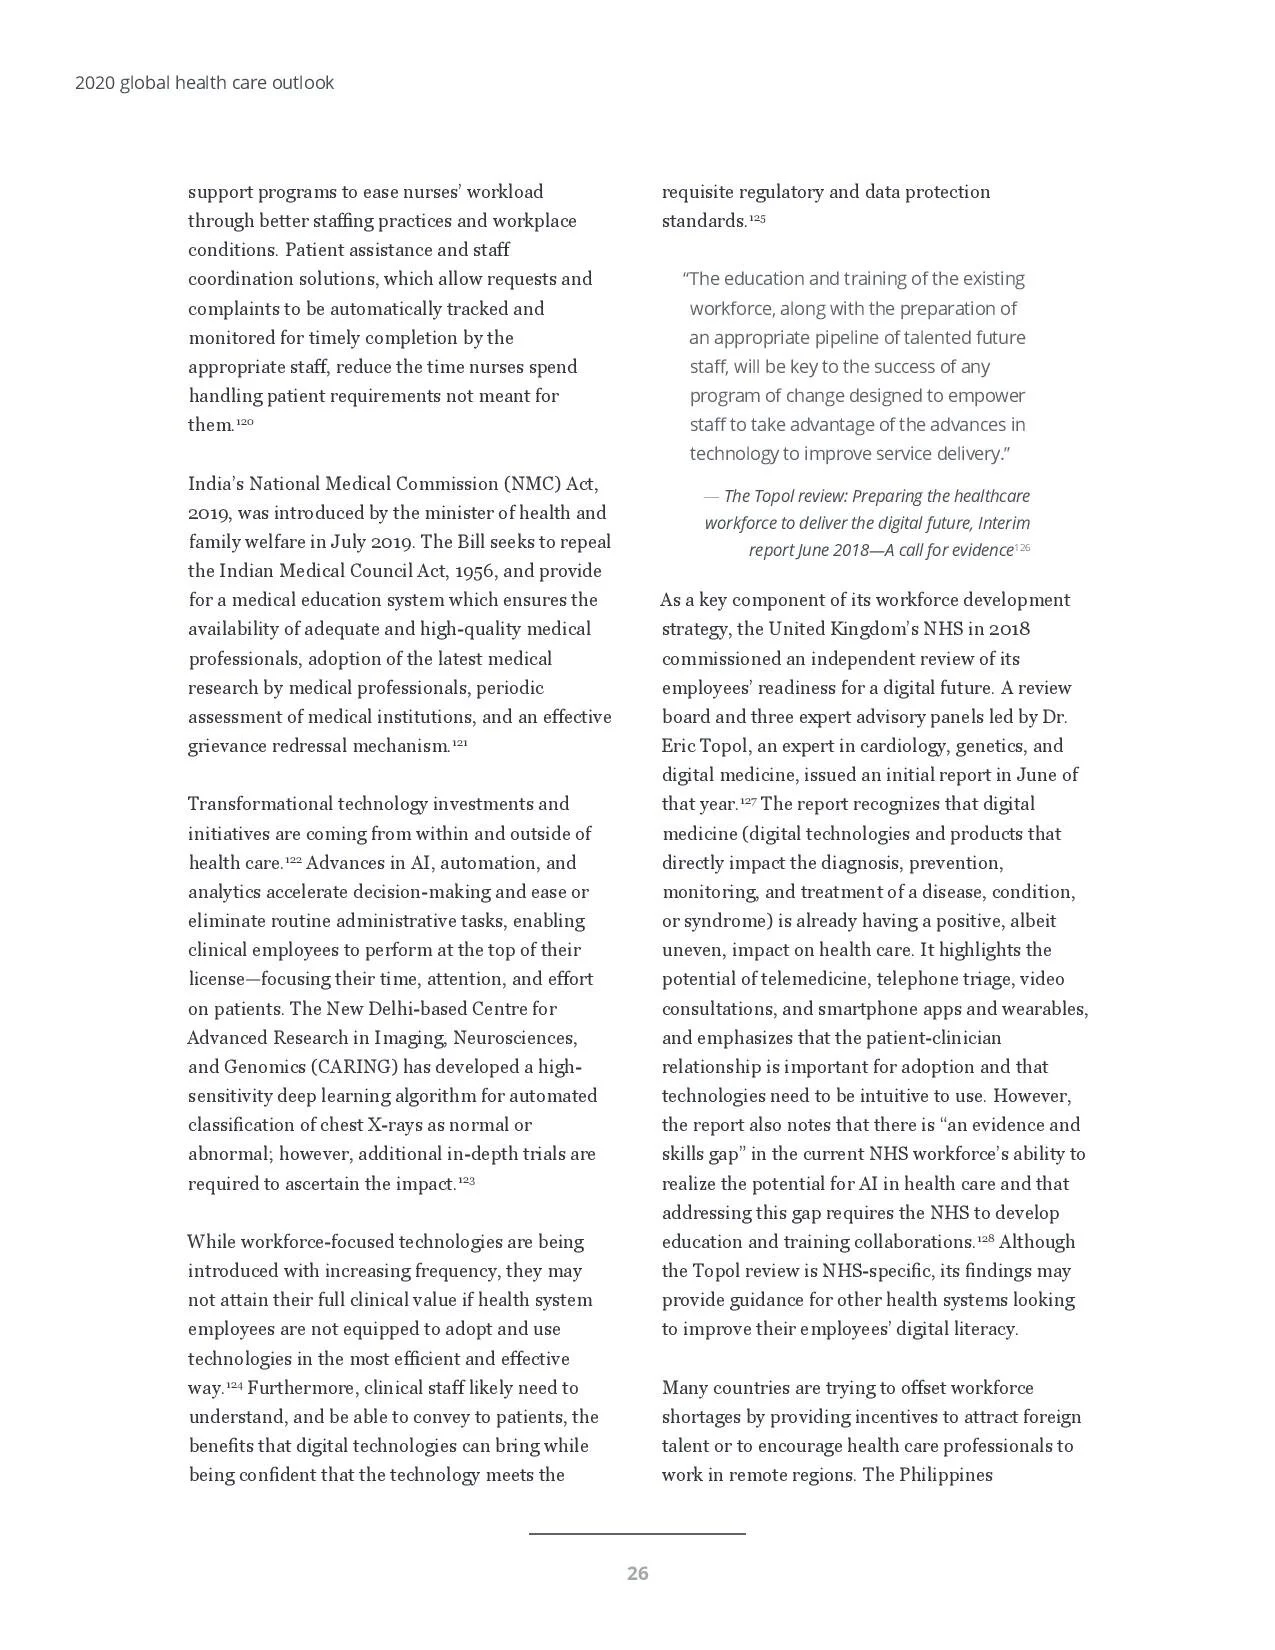 2020 global health care outlook
support programs to ease nurses’ workload
through better staffing practices and workplace
conditions. Patient assistance and staff
coordination solutions, which allow requests and
complaints to be automatically tracked and
monitored for timely completion by the
appropriate staff, reduce the time nurses spend
handling patient requirements not meant for
them.120
India’s National Medical Commission (NMC) Act,
2019, was introduced by the minister of health and
family welfare in July 2019. The Bill seeks to repeal
the Indian Medical Council Act, 1956, and provide
for a medical education system which ensures the
availability of adequate and high-quality medical
professionals, adoption of the latest medical
research by medical professionals, periodic
assessment of medical institutions, and an effective
grievance redressal mechanism.121
Transformational technology investments and
initiatives are coming from within and outside of
health care.122 Advances in AI, automation, and
analytics accelerate decision-making and ease or
eliminate routine administrative tasks, enabling
clinical employees to perform at the top of their
license—focusing their time, attention, and effort
on patients. The New Delhi-based Centre for
Advanced Research in Imaging, Neurosciences,
and Genomics (CARING) has developed a high-
sensitivity deep learning algorithm for automated
classification of chest X-rays as normal or
abnormal; however, additional in-depth trials are
required to ascertain the impact.123
While workforce-focused technologies are being
introduced with increasing frequency, they may
not attain their full clinical value if health system
employees are not equipped to adopt and use
technologies in the most efficient and effective
way.124 Furthermore, clinical staff likely need to
understand, and be able to convey to patients, the
benefits that digital technologies can bring while
being confident that the technology meets the
requisite regulatory and data protection
standards.125
“The education and training of the existing
workforce, along with the preparation of
an appropriate pipeline of talented future
staff, will be key to the success of any
program of change designed to empower
staff to take advantage of the advances in
technology to improve service delivery.”
— The Topol review: Preparing the healthcare
workforce to deliver the digital future, Interim
report June 2018—A call for evidence126
As a key component of its workforce development
strategy, the United Kingdom’s NHS in 2018
commissioned an independent review of its
employees’ readiness for a digital future. A review
board and three expert advisory panels led by Dr.
Eric Topol, an expert in cardiology, genetics, and
digital medicine, issued an initial report in June of
that year.127 The report recognizes that digital
medicine (digital technologies and products that
directly impact the diagnosis, prevention,
monitoring, and treatment of a disease, condition,
or syndrome) is already having a positive, albeit
uneven, impact on health care. It highlights the
potential of telemedicine, telephone triage, video
consultations, and smartphone apps and wearables,
and emphasizes that the patient-clinician
relationship is important for adoption and that
technologies need to be intuitive to use. However,
the report also notes that there is “an evidence and
skills gap” in the current NHS workforce’s ability to
realize the potential for AI in health care and that
addressing this gap requires the NHS to develop
education and training collaborations.128 Although
the Topol review is NHS-specific, its findings may
provide guidance for other health systems looking
to improve their employees’ digital literacy.
Many countries are trying to offset workforce
shortages by providing incentives to attract foreign
talent or to encourage health care professionals to
work in remote regions. The Philippines
26